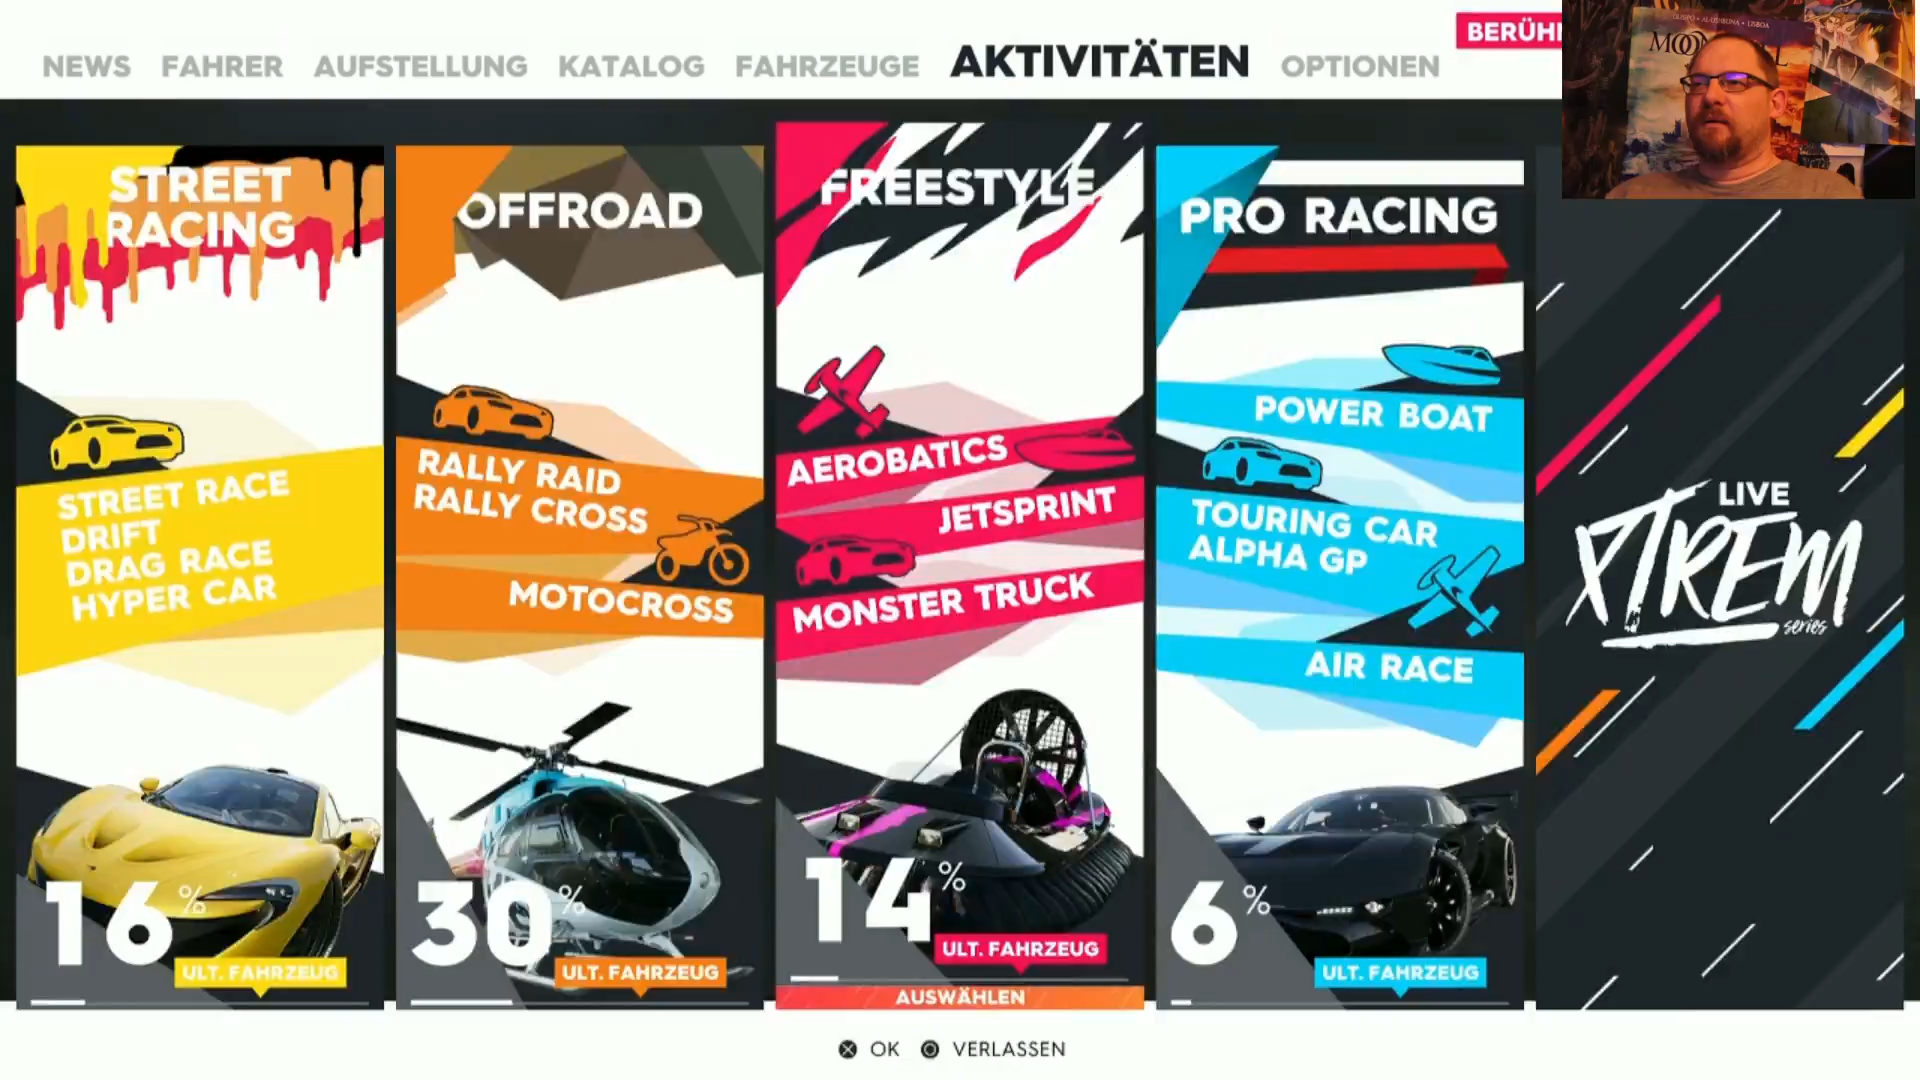 BERÜH
NEWS FAHRER AUFSTELLUNG KATALOG FAHRZEUGE AKTIVITÄTEN OPTIONEN
STREET
RACING
STREET RACE
DRIFT
DRAG RACE
HYPER CAR
16%
ULT. FAHRZEUG
OFFROAD
RALLY RAID
RALLY CROSS
MOTOCROSS
30%
ULT. FAHRZEUG
FREESTYLE
AEROBATICS
JETSPRINT
MONSTER TRUCK
14%
ULT. FAHRZEUG
AUSWÄHLEN
PRO RACING
POWER BOAT
TOURING CAR
ALPHA GP
AIR RACE
6%
ULT. FAHRZEUG
LIVE
XTREM
series
OK VERLASSEN